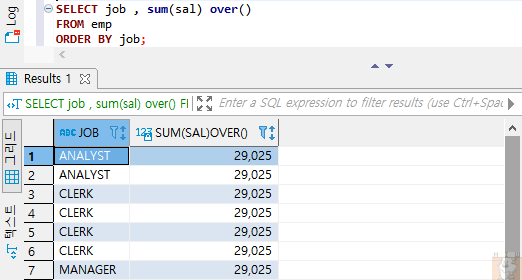 Log
SELECT job , sum(sal) over()
FROM emp
ORDER BY job;
Results 1
SELECT job , sum(sal) over() FI
Enter a SQL expression to filter results (use Ctrl+Spac
그리드
텍스트
ABC JOB
123 SUM(SAL)OVER()
1 ANALYST 29,025
2 ANALYST 29,025
3 CLERK 29,025
4 CLERK 29,025
5 CLERK 29,025
6 CLERK 29,025
7 MANAGER 29,025